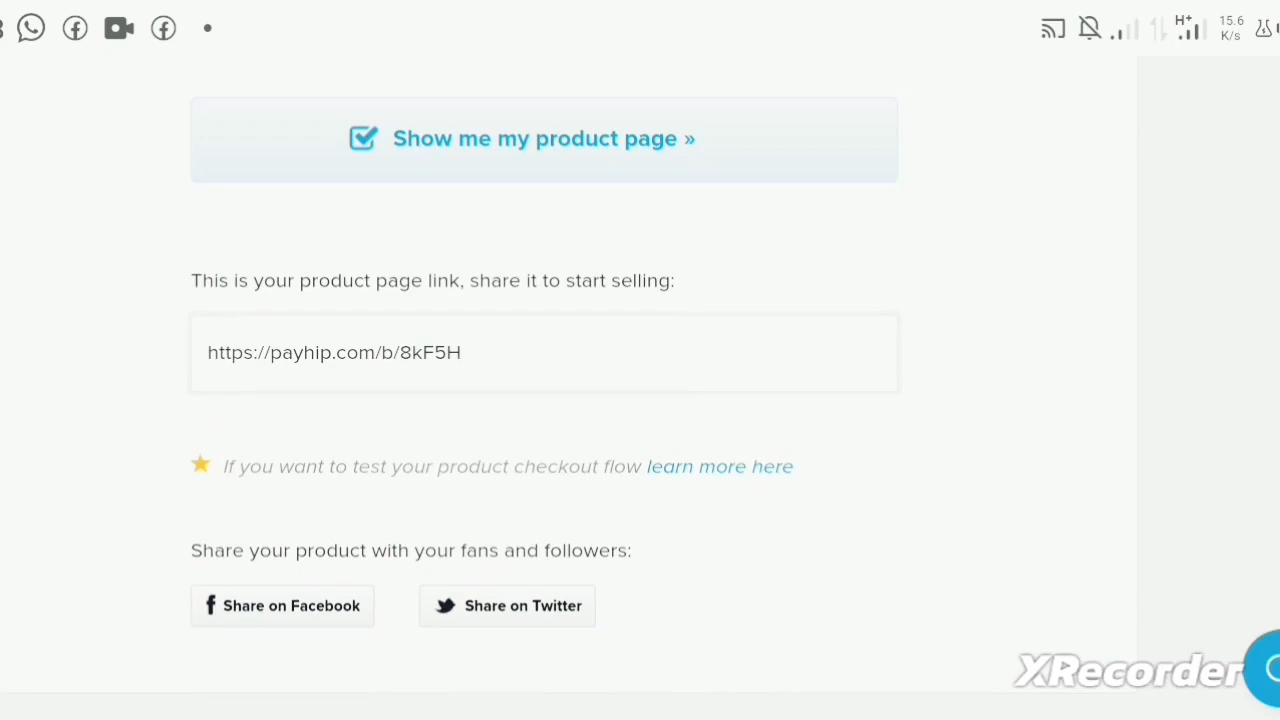 H+ 15.6
K/s
Show me my product page »
This is your product page link, share it to start selling:
https://payhip.com/b/8kF5H
If you want to test your product checkout flow learn more here
Share your product with your fans and followers:
Share on Facebook Share on Twitter
XRecorder